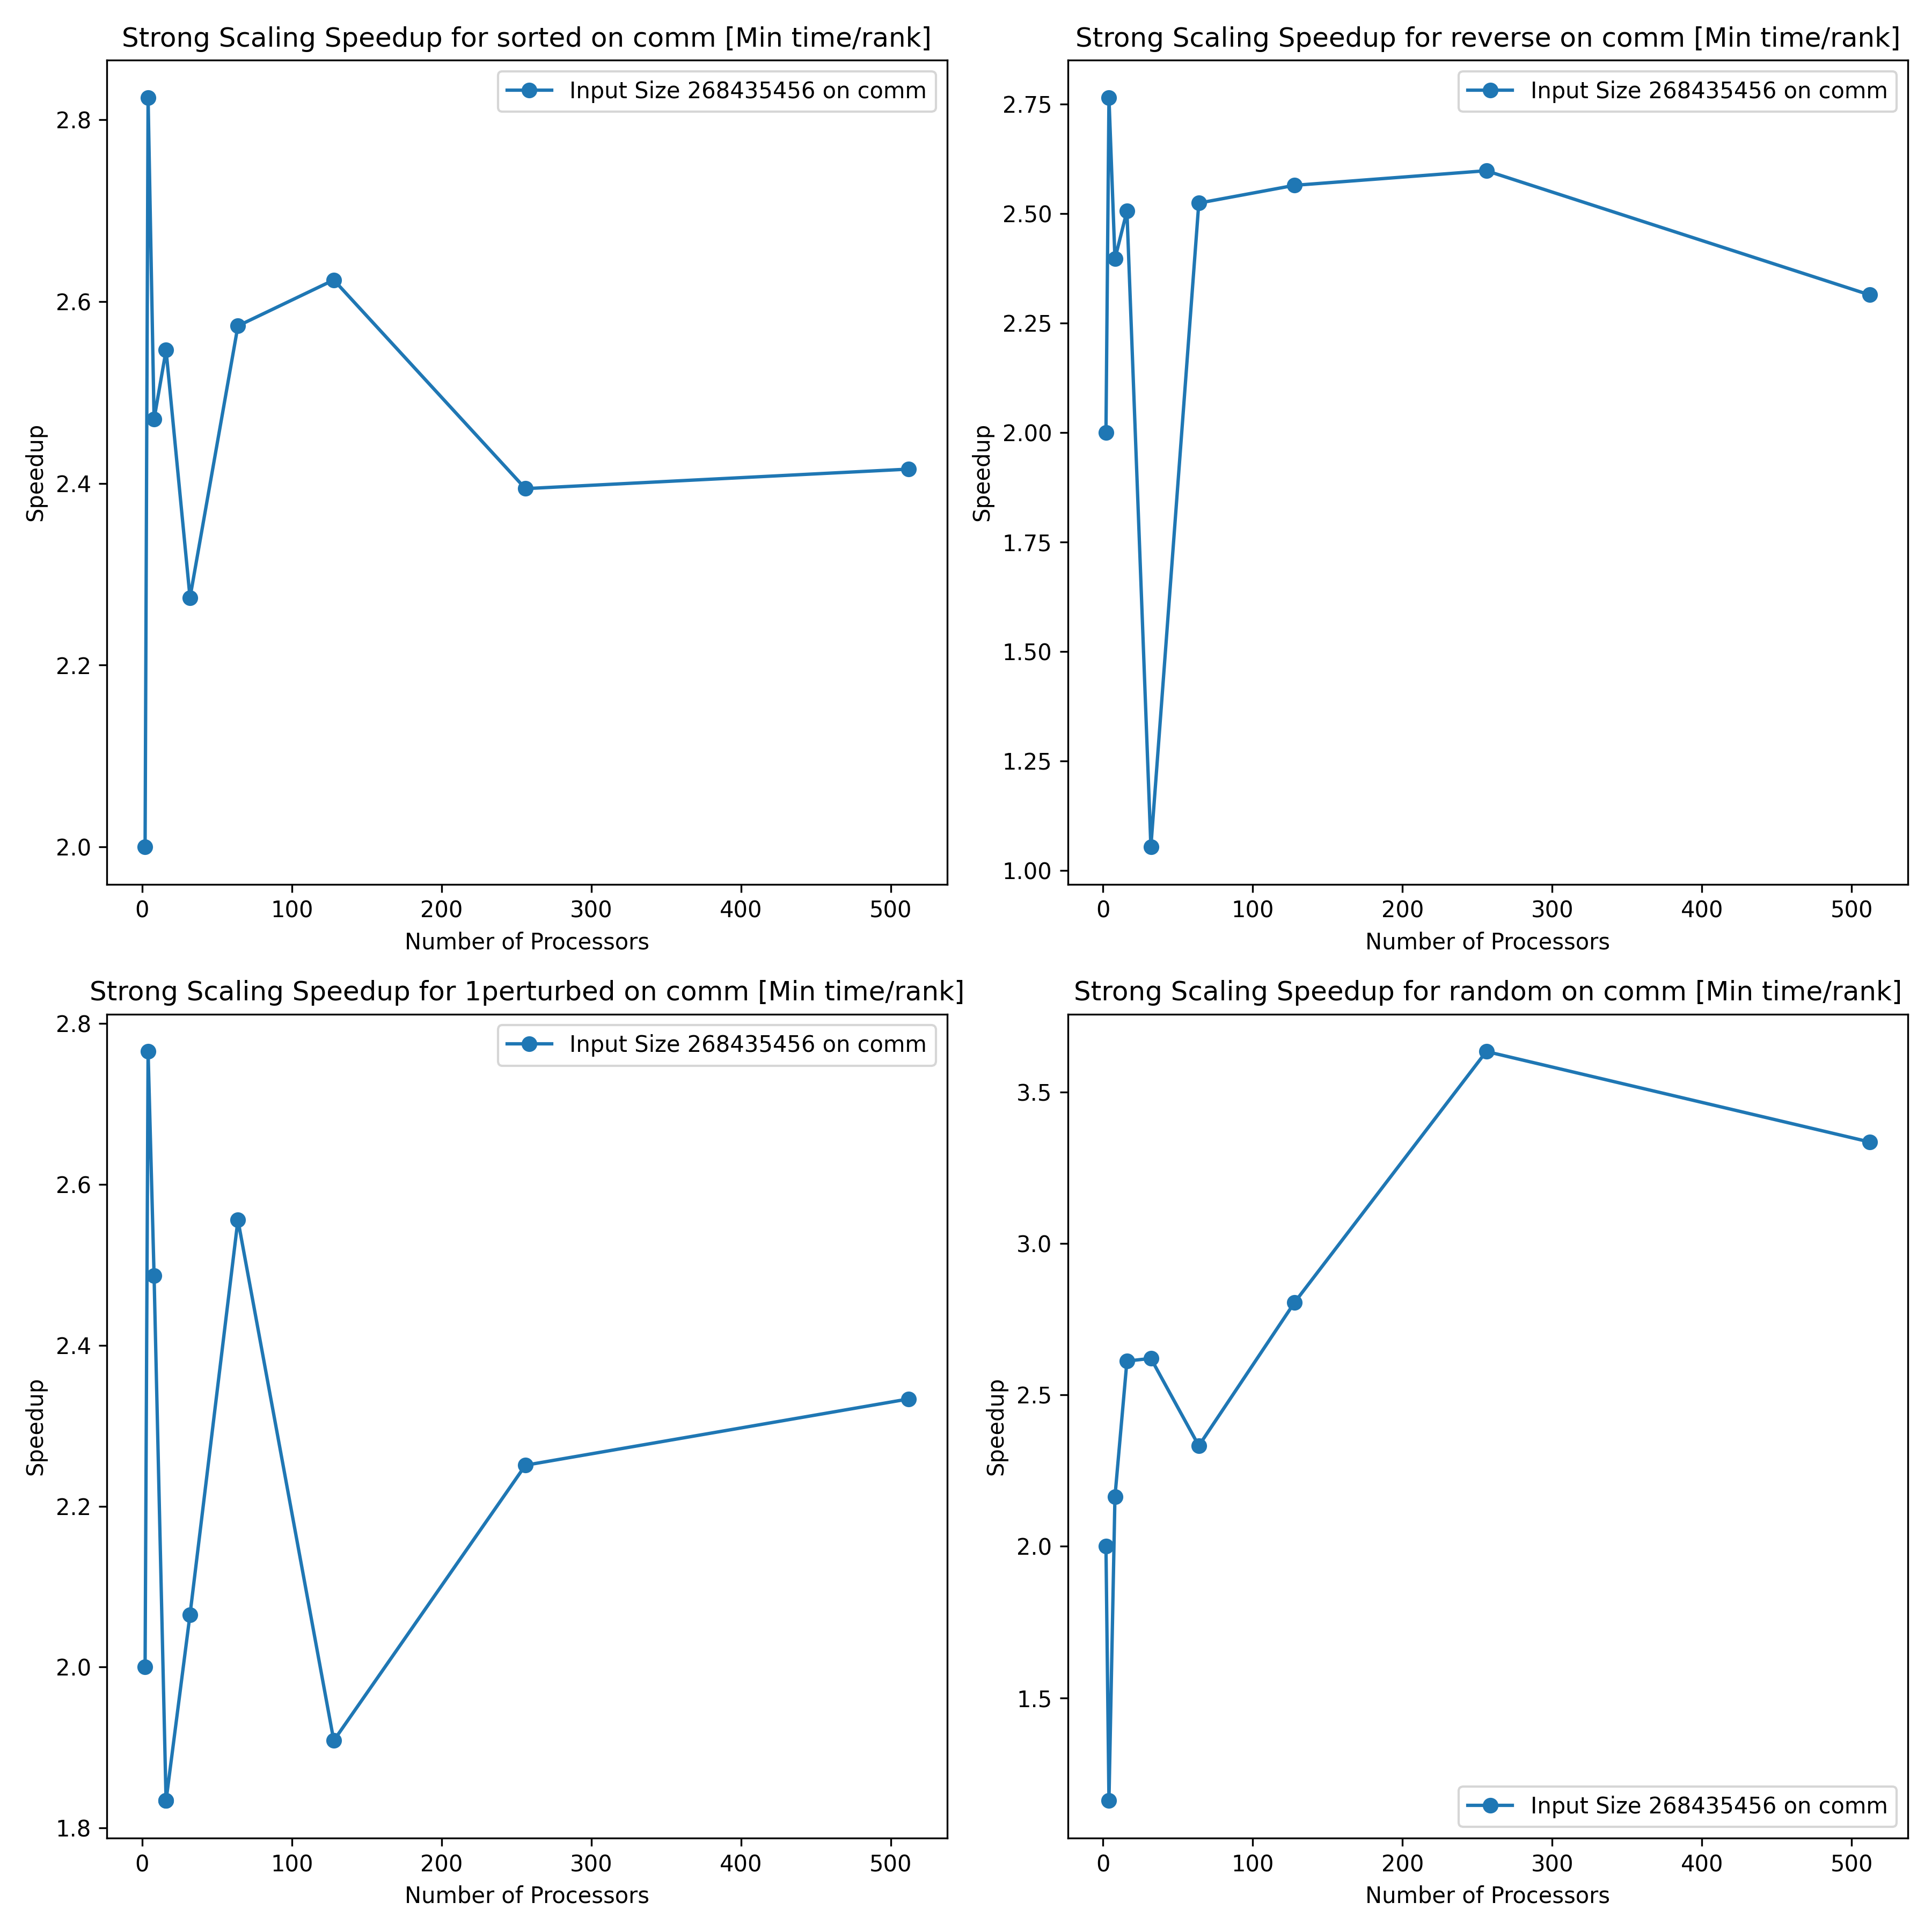 Strong Scaling Speedup for sorted on comm [Min time/rank]
Input Size 268435456 on comm
2.8
2.6
2.4
2.2
2.0
Speedup
0 100 200 300 400 500
Number of Processors
Strong Scaling Speedup for reverse on comm [Min time/rank]
Input Size 268435456 on comm
2.75
2.50
2.25
2.00
1.75
1.50
1.25
1.00
Speedup
0 100 200 300 400 500
Number of Processors
Strong Scaling Speedup for 1perturbed on comm [Min time/rank]
Input Size 268435456 on comm
2.8
2.6
2.4
2.2
2.0
1.8
Speedup
0 100 200 300 400 500
Number of Processors
Strong Scaling Speedup for random on comm [Min time/rank]
3.5
3.0
2.5
2.0
1.5
Speedup
Input Size 268435456 on comm
0 100 200 300 400 500
Number of Processors